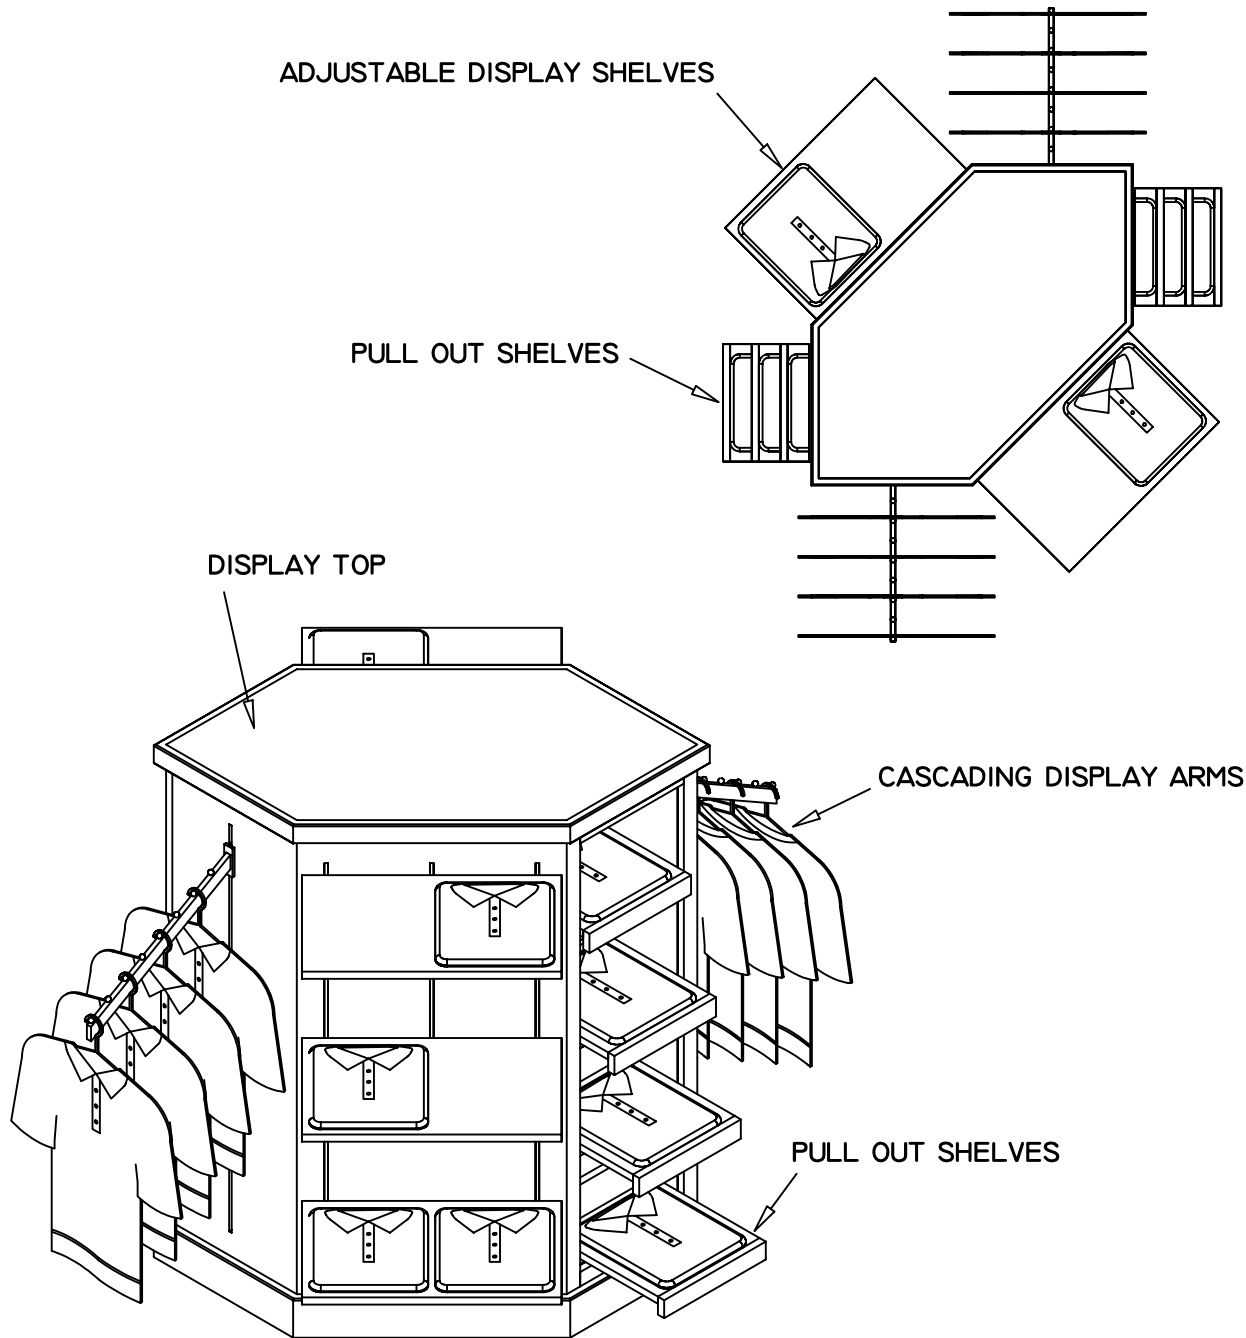 ADJUSTABLE DISPLAY SHELVES
PULL OUT SHELVES
DISPLAY TOP
CASCADING DISPLAY ARMS
PULL OUT SHELVES